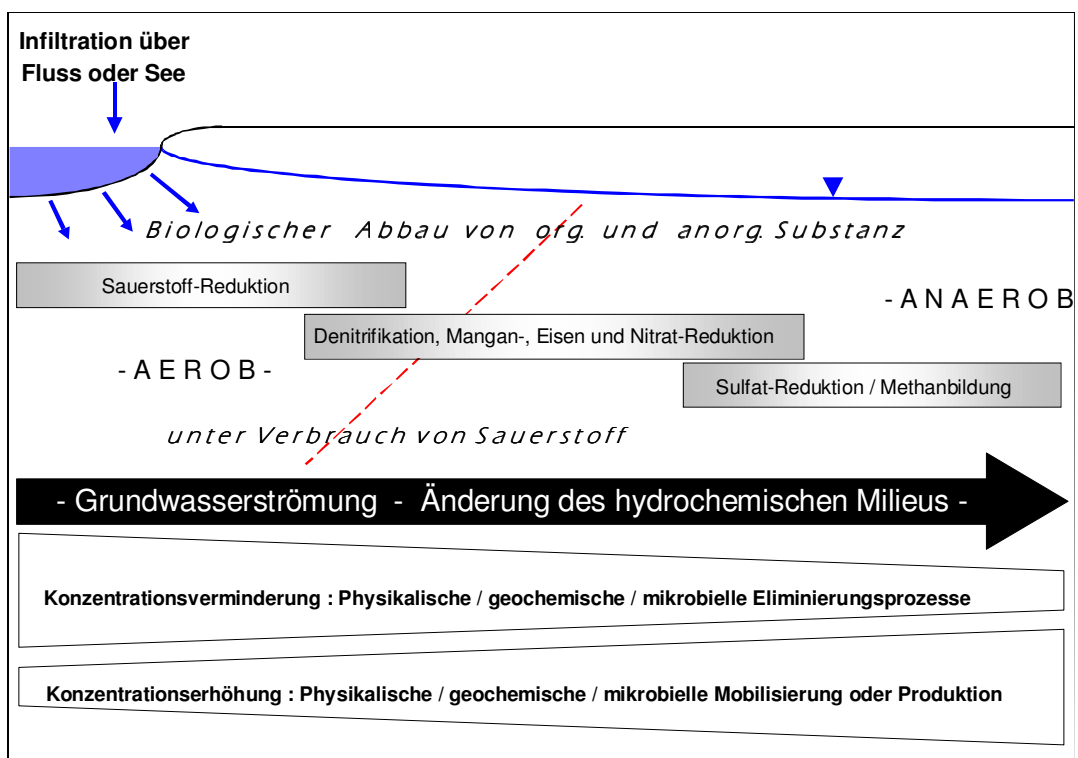 Infiltration über
Fluss oder See
Biologischer Abbau von org. und anorg. Substanz
Sauerstoff-Reduktion
- A N A E R O B
Denitrifikation, Mangan-, Eisen und Nitrat-Reduktion
- A E R O B -
Sulfat-Reduktion / Methanbildung
unter Verbrauch von Sauerstoff
- Grundwasserströmung - Änderung des hydrochemischen Milieus -
Konzentrationsverminderung : Physikalische / geochemische / mikrobielle Eliminierungsprozesse
Konzentrationserhöhung : Physikalische / geochemische / mikrobielle Mobilisierung oder Produktion